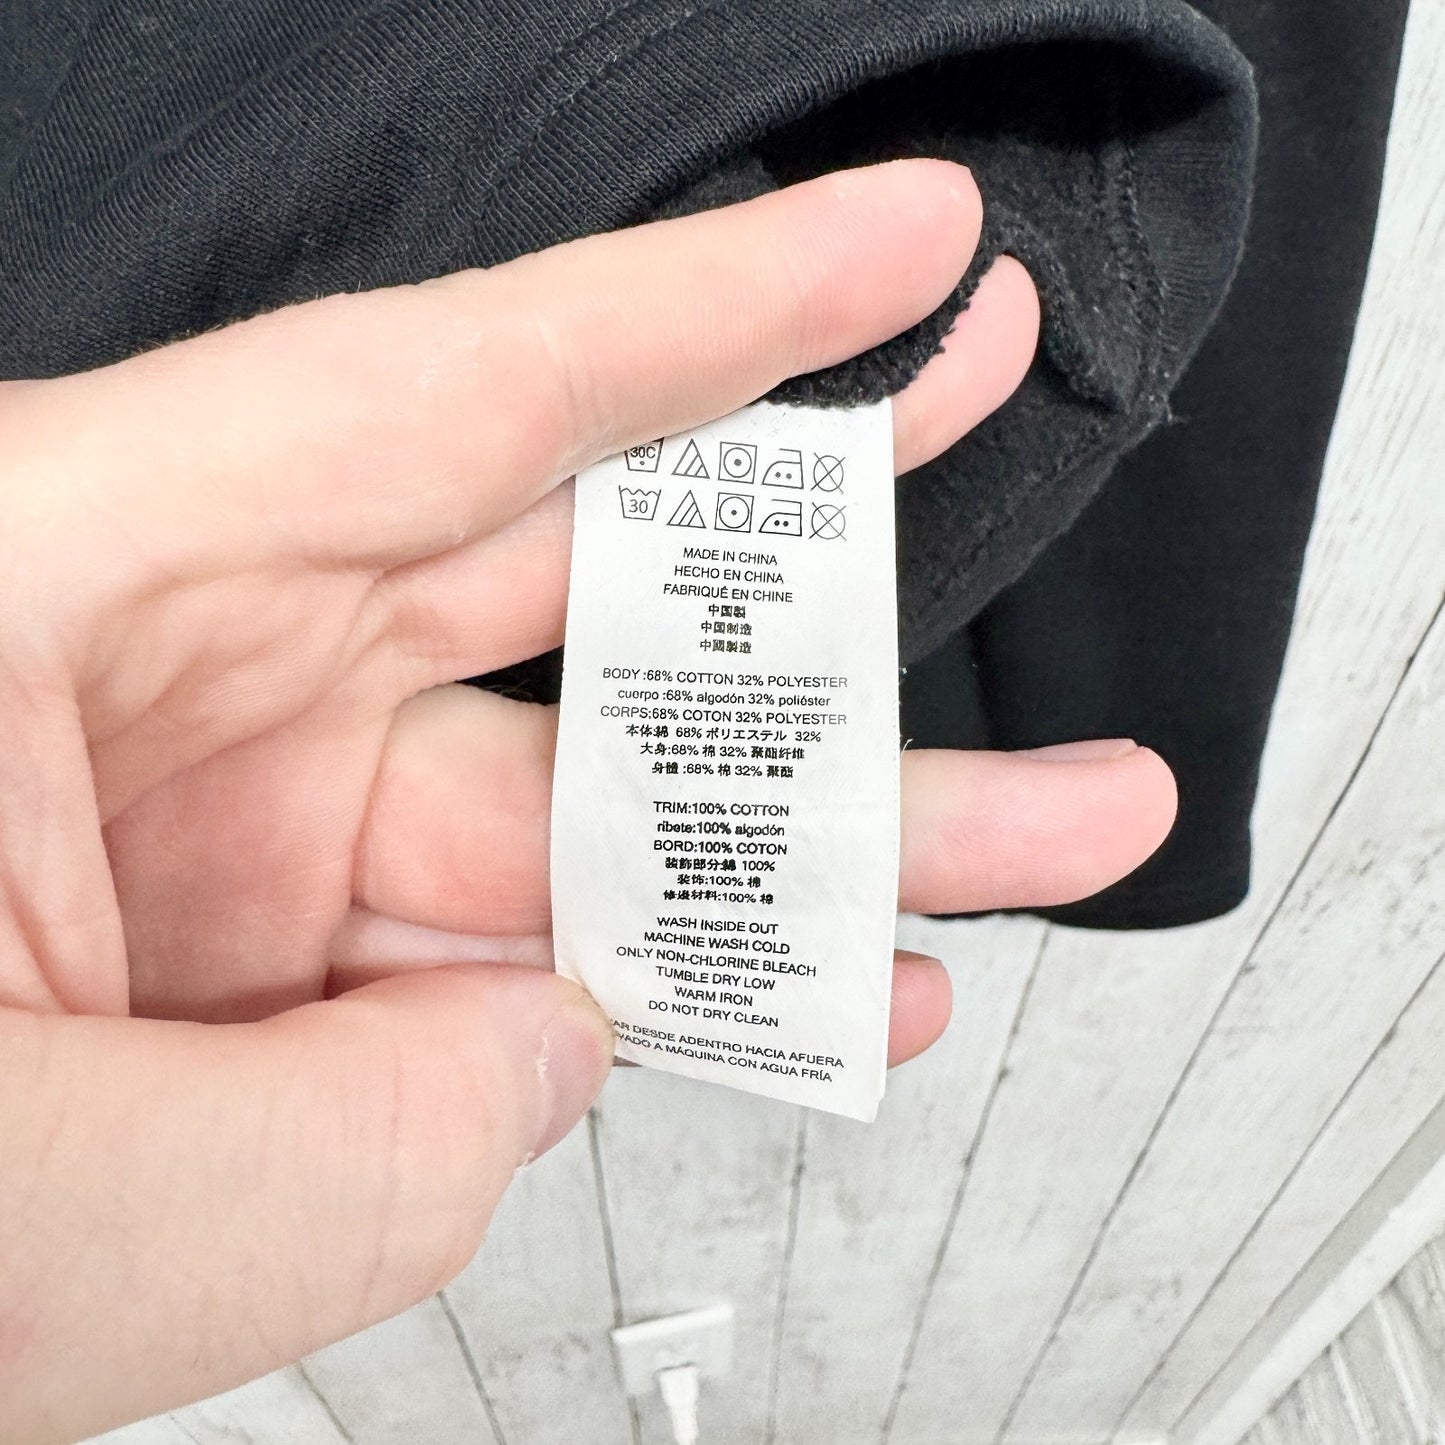 30C
30
MADE IN CHINA
HECHO EN CHINA
FABRIQUÉ EN CHINE
中国製
中国制造
中國製造
BODY :68% COTTON 32% POLYESTER
cuerpo :68% algodón 32% poliéster
CORPS:68% COTON 32% POLYESTER
本体:綿 68% ポリエステル 32%
大身:68% 棉 32% 聚酯纤维
身體 :68% 棉 32% 聚酯
TRIM:100% COTTON
ribete:100% algodón
BORD:100% COTON
装飾部分:綿 100%
装饰:100% 棉
修邊材料:100% 棉
WASH INSIDE OUT
MACHINE WASH COLD
ONLY NON-CHLORINE BLEACH
TUMBLE DRY LOW
WARM IRON
DO NOT DRY CLEAN
DESDE ADENTRO HACIA AFUERA
A MÁQUINA CON AGUA FRÍA